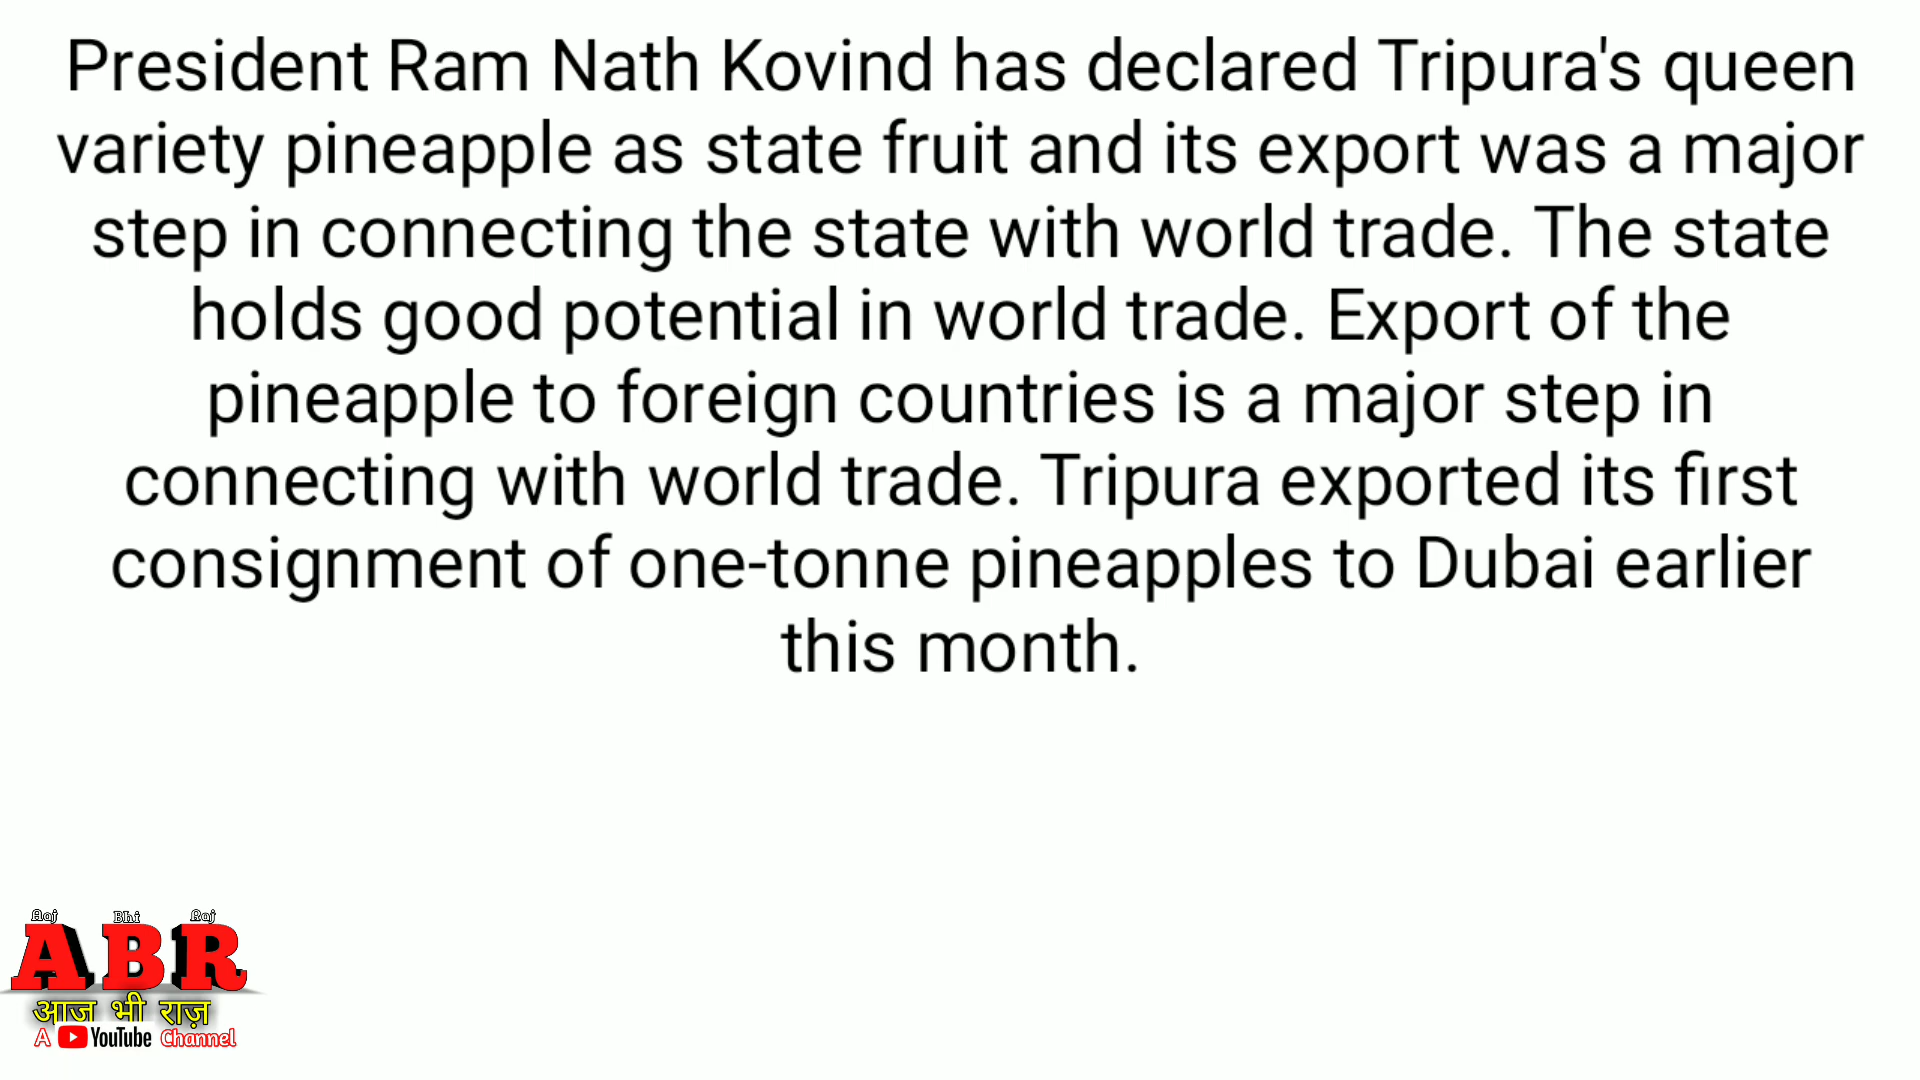 President Ram Nath Kovind has declared Tripura's queen
variety pineapple as state fruit and its export was a major
step in connecting the state with world trade. The state
holds good potential in world trade. Export of the
pineapple to foreign countries is a major step in
connecting with world trade. Tripura exported its first
consignment of one-tonne pineapples to Dubai earlier
this month.
Aaj Bhi Raj
ABR
आज भी राज़
A YouTube Channel